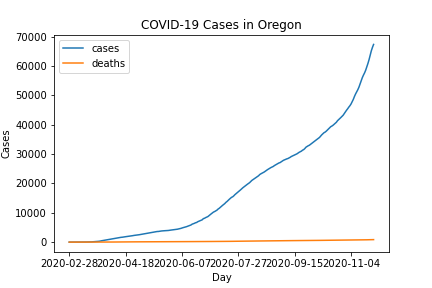 COVID-19 Cases in Oregon
cases
deaths
Cases
70000
60000
50000
40000
30000
20000
10000
0
2020-02-28 2020-04-18 2020-06-07 2020-07-27 2020-09-15 2020-11-04
Day